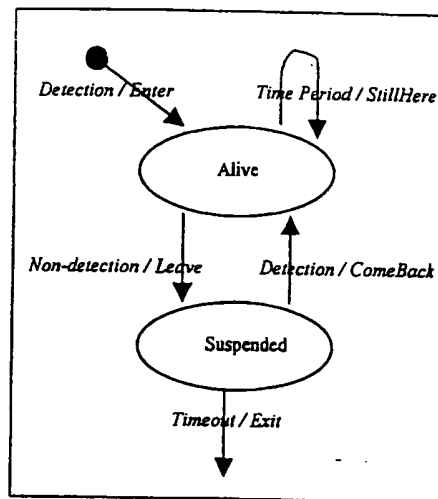 Detection / Enter
Time Period / StillHere
Alive
Non-detection / Leave
Detection / ComeBack
Suspended
Timeout / Exit